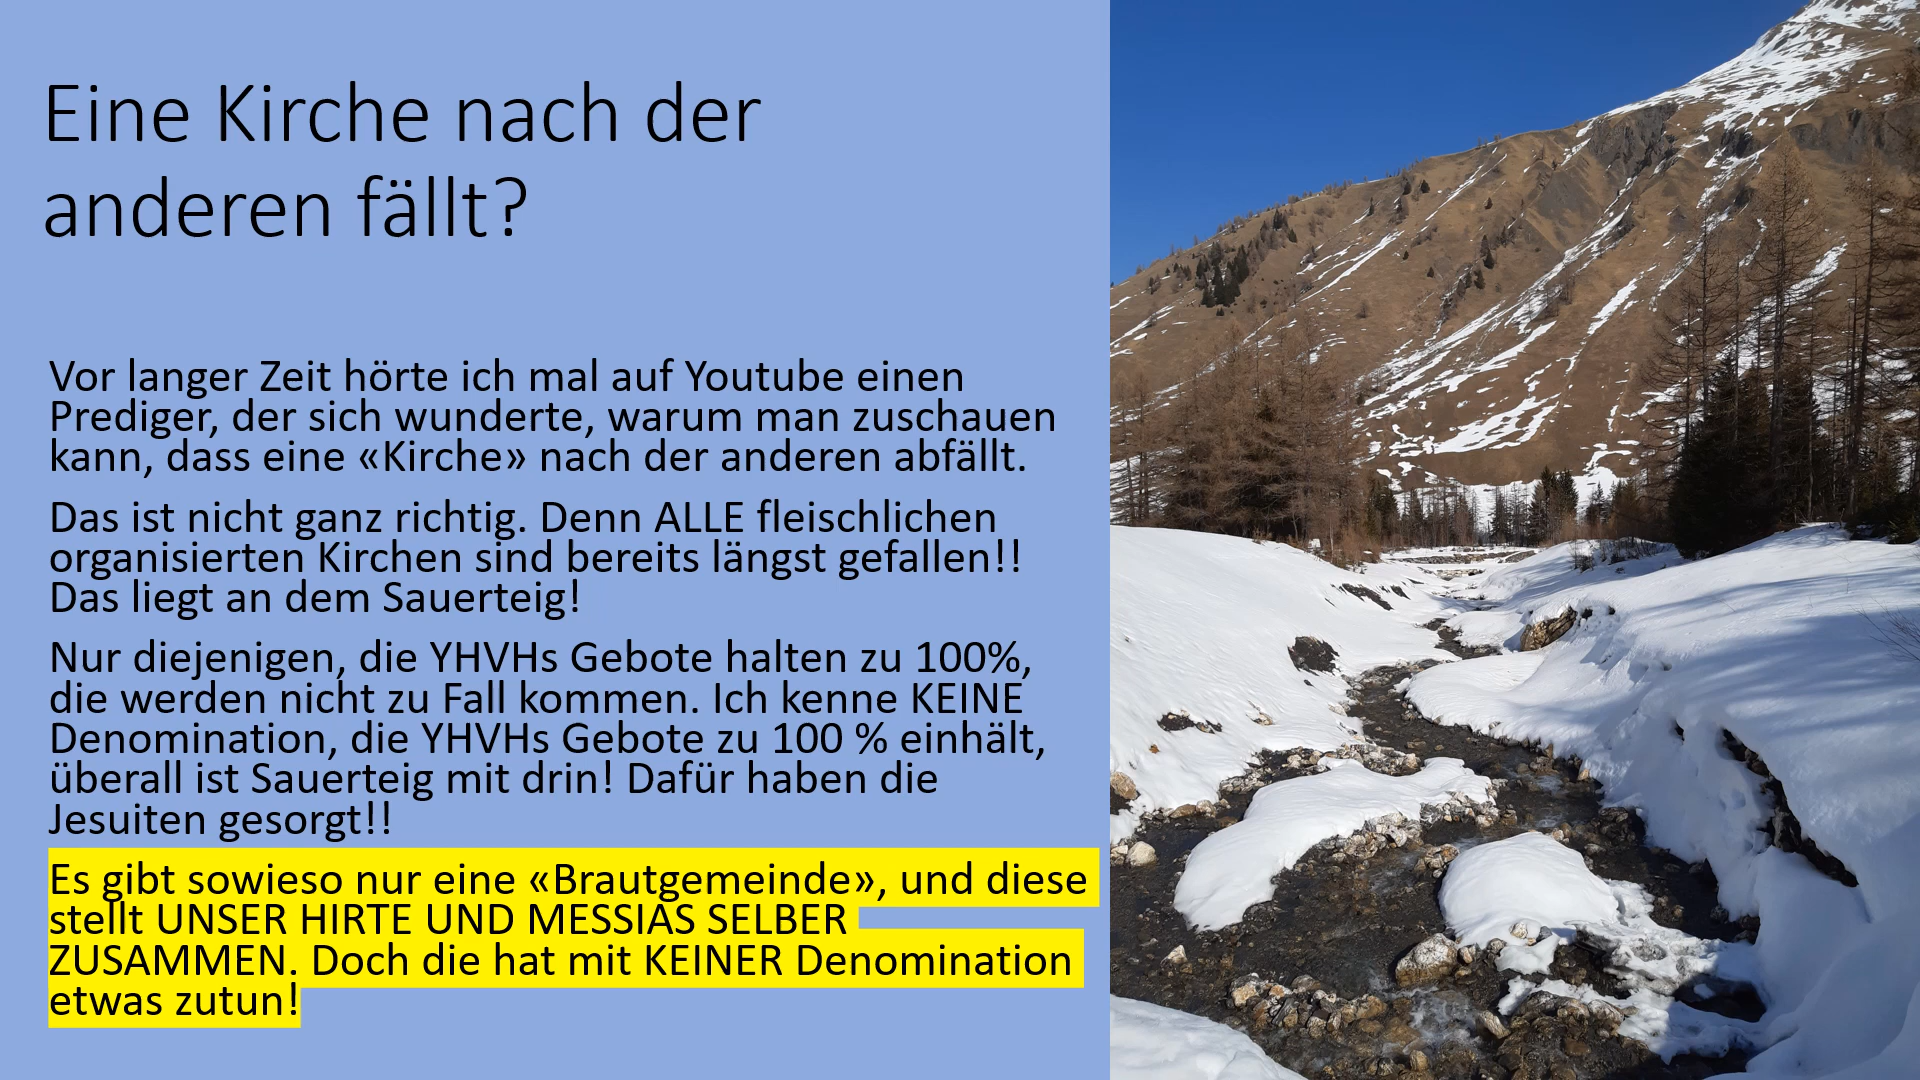 Eine Kirche nach der
anderen fällt?
Vor langer Zeit hörte ich mal auf Youtube einen
Prediger, der sich wunderte, warum man zuschauen
kann, dass eine «Kirche» nach der anderen abfällt.
Das ist nicht ganz richtig. Denn ALLE fleischlichen
organisierten Kirchen sind bereits längst gefallen!!
Das liegt an dem Sauerteig!
Nur diejenigen, die YHVHs Gebote halten zu 100%,
die werden nicht zu Fall kommen. Ich kenne KEINE
Denomination, die YHVHs Gebote zu 100 % einhält,
überall ist Sauerteig mit drin! Dafür haben die
Jesuiten gesorgt!!
Es gibt sowieso nur eine «Brautgemeinde», und diese
stellt UNSER HIRTE UND MESSIAS SELBER
ZUSAMMEN. Doch die hat mit KEINER Denomination
etwas zutun!